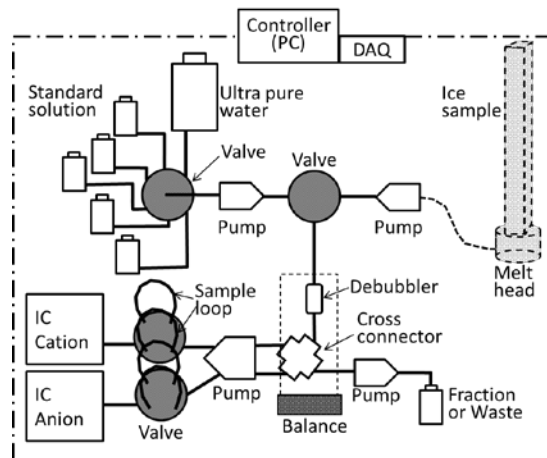 Controller
(PC)
DAQ
Standard
solution
Ultra pure
water
Ice
sample
Valve
Valve
Pump
Pump
Melt
head
Debubbler
Sample
loop
Cross
connector
IC
Cation
IC
Anion
Pump
Pump
Valve
Balance
Fraction
or Waste